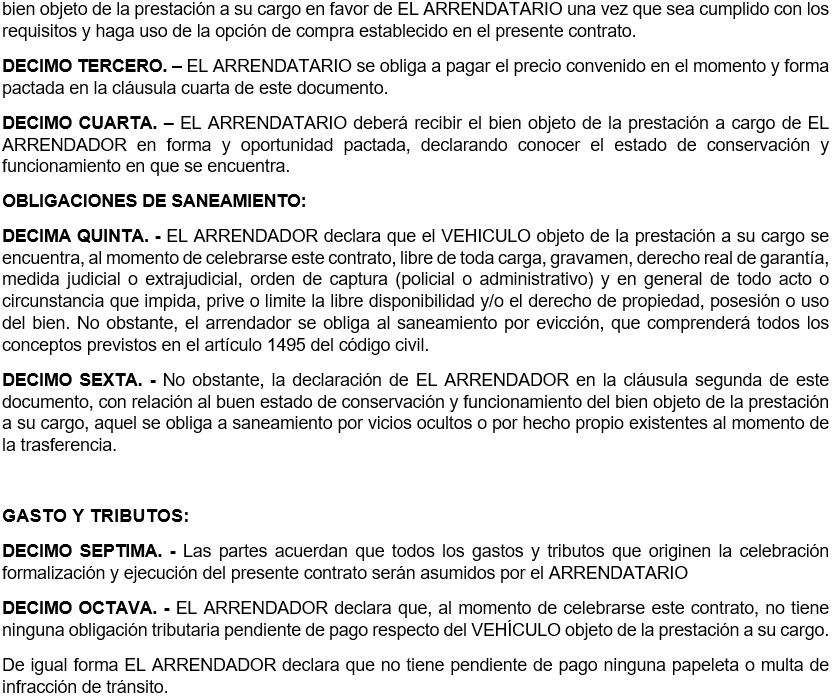 bien objeto de la prestación a su cargo en favor de EL ARRENDATARIO una vez que sea cumplido con los
requisitos y haga uso de la opción de compra establecido en el presente contrato.
DECIMO TERCERO. – EL ARRENDATARIO se obliga a pagar el precio convenido en el momento y forma
pactada en la cláusula cuarta de este documento.
DECIMO CUARTA. – EL ARRENDATARIO deberá recibir el bien objeto de la prestación a cargo de EL
ARRENDADOR en forma y oportunidad pactada, declarando conocer el estado de conservación y
funcionamiento en que se encuentra.
OBLIGACIONES DE SANEAMIENTO:
DECIMA QUINTA. - EL ARRENDADOR declara que el VEHICULO objeto de la prestación a su cargo se
encuentra, al momento de celebrarse este contrato, libre de toda carga, gravamen, derecho real de garantía,
medida judicial o extrajudicial, orden de captura (policial o administrativo) y en general de todo acto o
circunstancia que impida, prive o limite la libre disponibilidad y/o el derecho de propiedad, posesión o uso
del bien. No obstante, el arrendador se obliga al saneamiento por evicción, que comprenderá todos los
conceptos previstos en el artículo 1495 del código civil.
DECIMO SEXTA. - No obstante, la declaración de EL ARRENDADOR en la cláusula segunda de este
documento, con relación al buen estado de conservación y funcionamiento del bien objeto de la prestación
a su cargo, aquel se obliga a saneamiento por vicios ocultos o por hecho propio existentes al momento de
la trasferencia.
GASTO Y TRIBUTOS:
DECIMO SEPTIMA. - Las partes acuerdan que todos los gastos y tributos que originen la celebración
formalización y ejecución del presente contrato serán asumidos por el ARRENDATARIO
DECIMO OCTAVA. - EL ARRENDADOR declara que, al momento de celebrarse este contrato, no tiene
ninguna obligación tributaria pendiente de pago respecto del VEHÍCULO objeto de la prestación a su cargo.
De igual forma EL ARRENDADOR declara que no tiene pendiente de pago ninguna papeleta o multa de
infracción de tránsito.